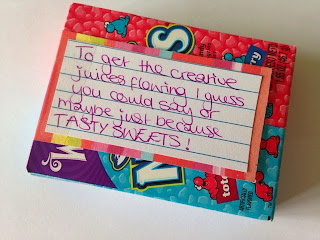 To get the creative
juices flowing I guess
you could say or
maybe just because
TASTY SWEETS!